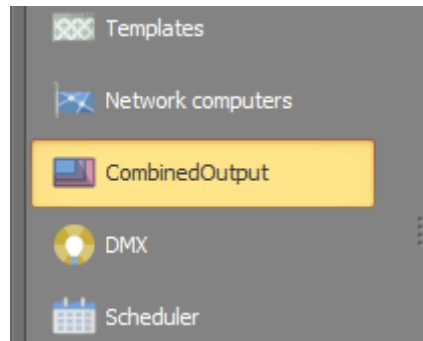 Templates
Network computers
CombinedOutput
DMX
Scheduler